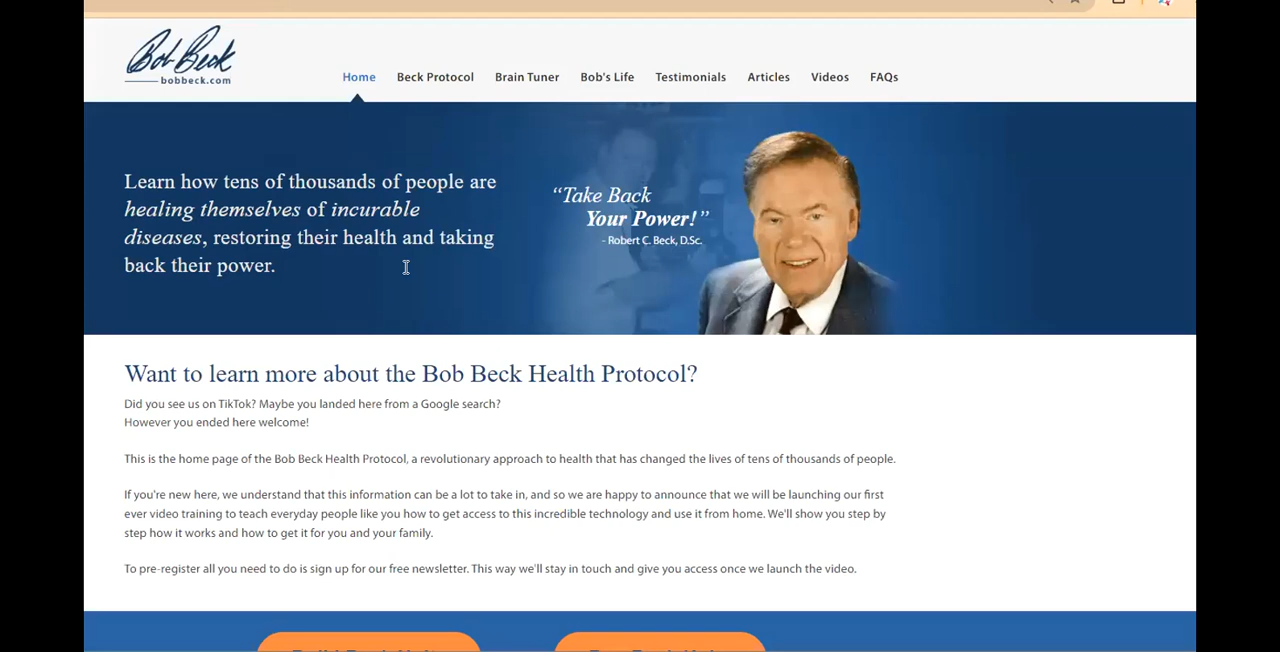 Bob Beck
bobbeck.com
Home Beck Protocol Brain Tuner Bob's Life Testimonials Articles Videos FAQs
Learn how tens of thousands of people are
healing themselves of incurable
diseases, restoring their health and taking
back their power.
“Take Back
Your Power!”
- Robert C. Beck, D.Sc.
Want to learn more about the Bob Beck Health Protocol?
Did you see us on TikTok? Maybe you landed here from a Google search?
However you ended here welcome!
This is the home page of the Bob Beck Health Protocol, a revolutionary approach to health that has changed the lives of tens of thousands of people.
If you're new here, we understand that this information can be a lot to take in, and so we are happy to announce that we will be launching our first
ever video training to teach everyday people like you how to get access to this incredible technology and use it from home. We'll show you step by
step how it works and how to get it for you and your family.
To pre-register all you need to do is sign up for our free newsletter. This way we'll stay in touch and give you access once we launch the video.